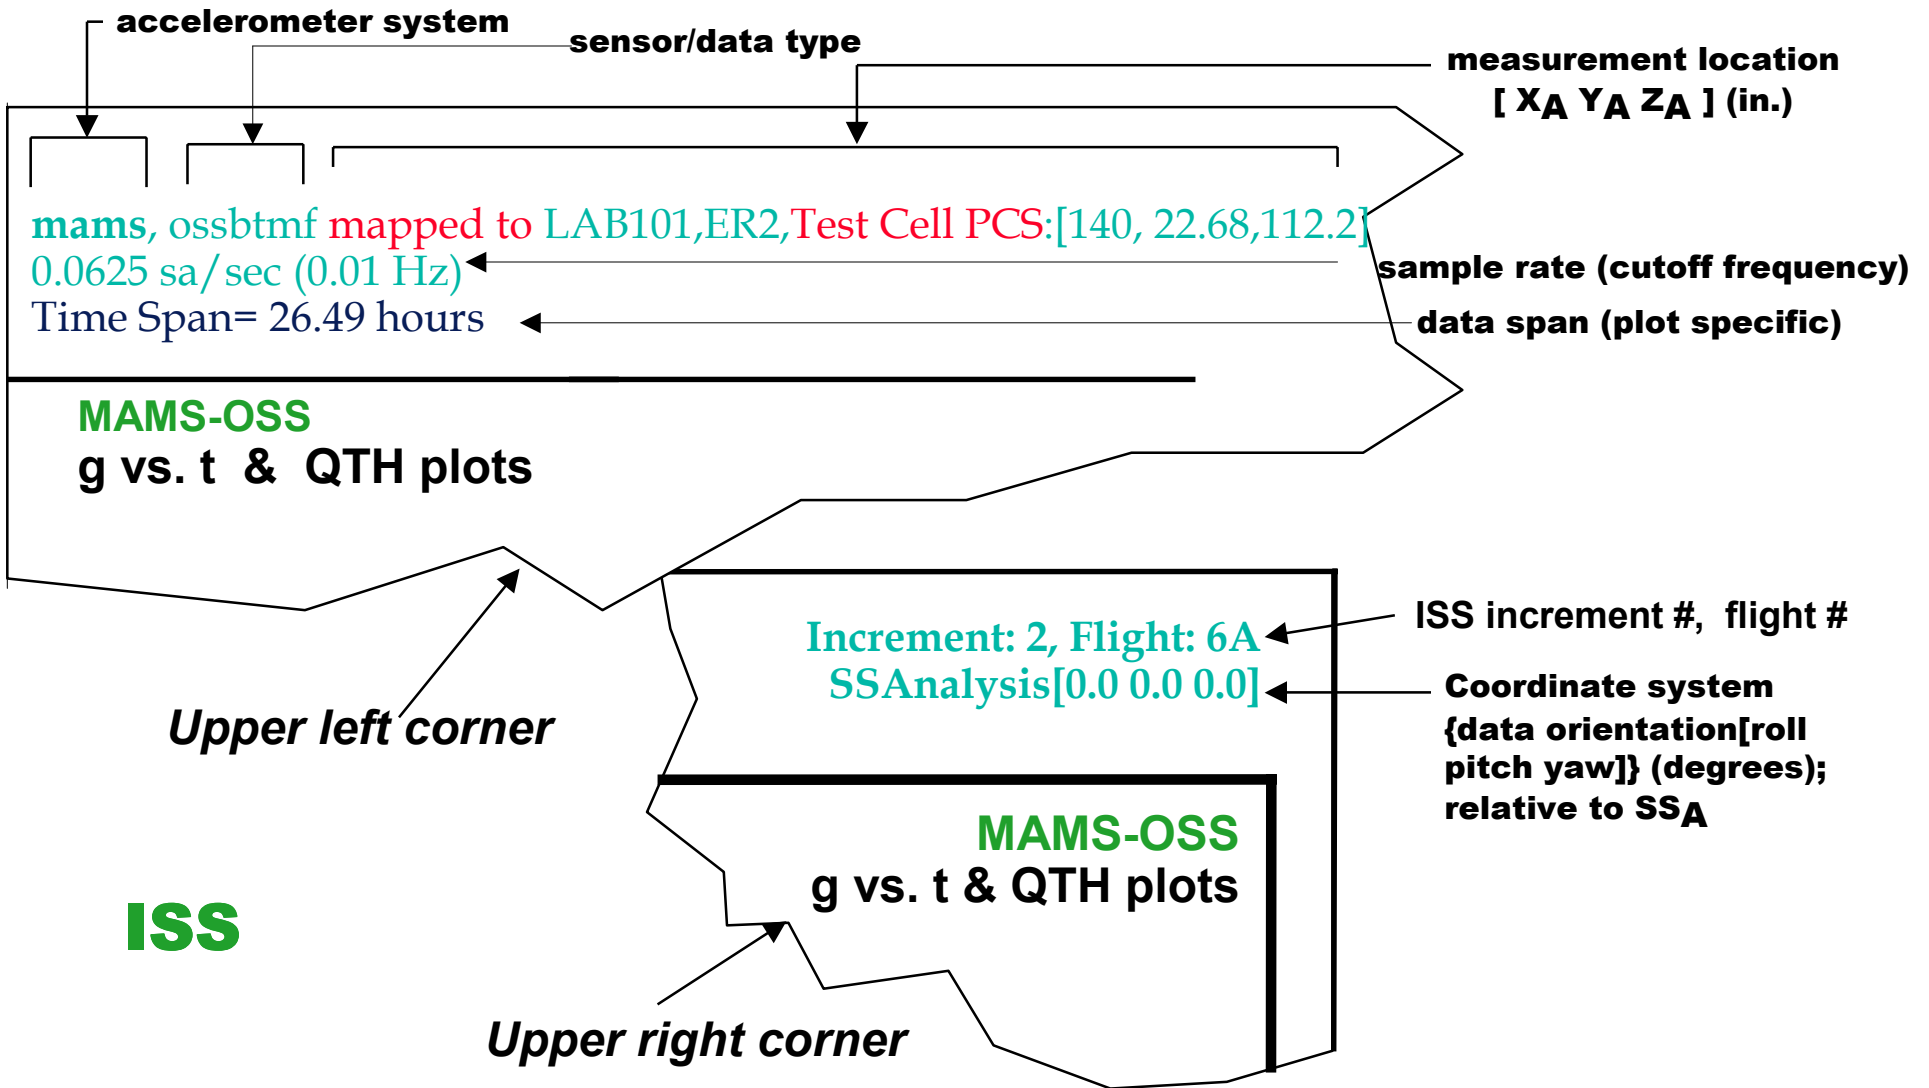 accelerometer system
sensor/data type
measurement location
[ XA YA ZA ] (in.)
mams, ossbtmf mapped to LAB101,ER2,Test Cell PCS:[140, 22.68,112.2]
0.0625 sa/sec (0.01 Hz)
sample rate (cutoff frequency)
Time Span= 26.49 hours
data span (plot specific)
MAMS-OSS
g vs. t & QTH plots
Increment: 2, Flight: 6A
ISS increment #, flight #
SSAnalysis[0.0 0.0 0.0]
Coordinate system
{data orientation[roll
pitch yaw]} (degrees);
relative to SSA
Upper left corner
MAMS-OSS
g vs. t & QTH plots
ISS
Upper right corner